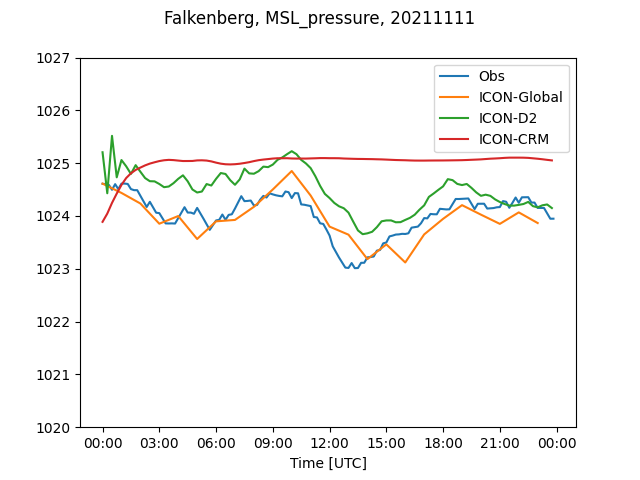 Falkenberg, MSL_pressure, 20211111
1027
1026
1025
1024
1023
1022
1021
1020
Obs
ICON-Global
ICON-D2
ICON-CRM
00:00 03:00 06:00 09:00 12:00 15:00 18:00 21:00 00:00
Time [UTC]